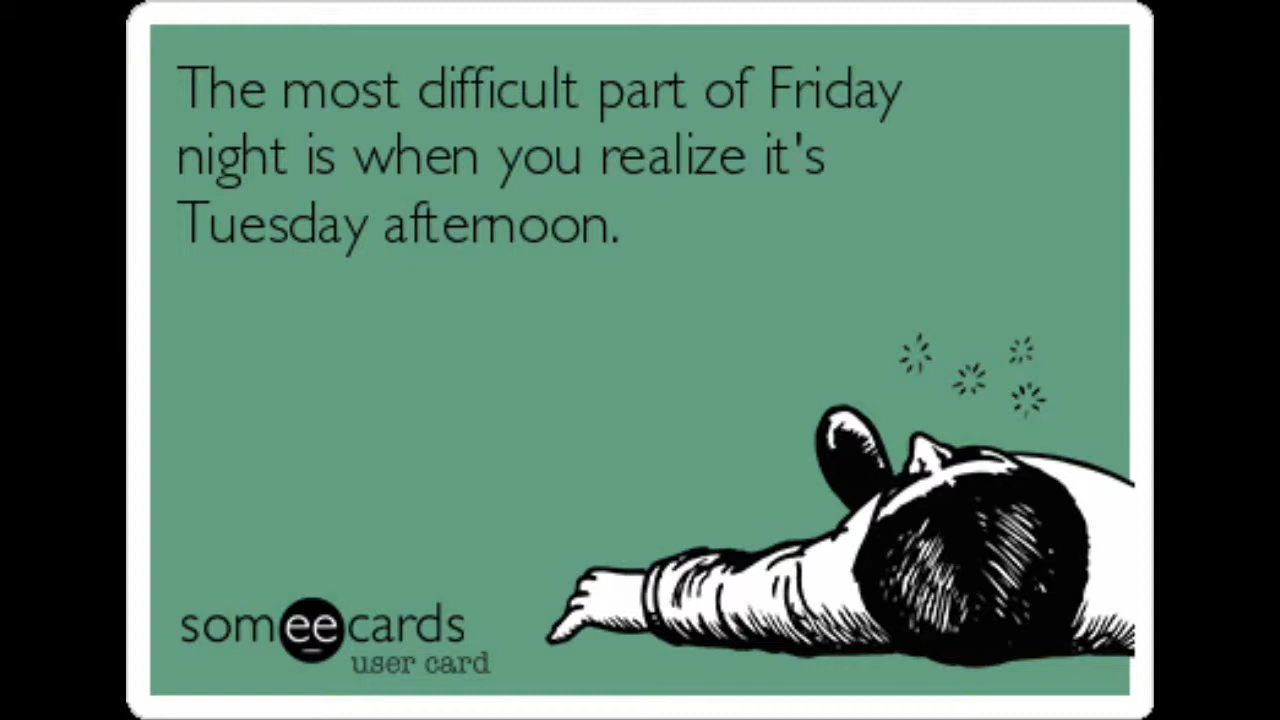 The most difficult part of Friday
night is when you realize it's
Tuesday afternoon.
someecards
user card